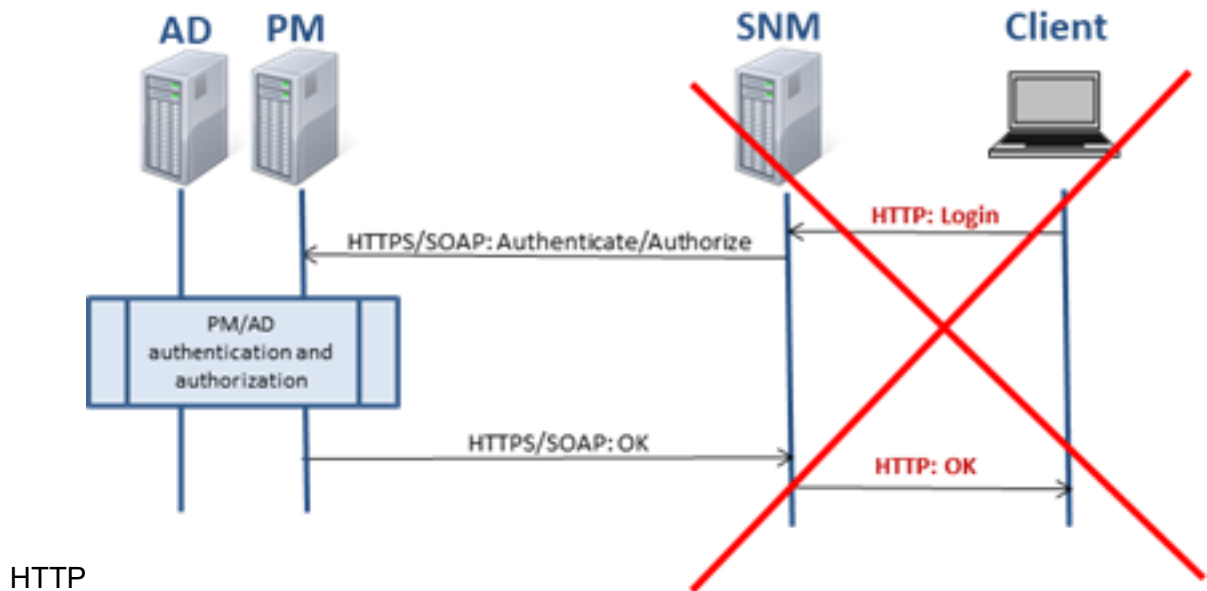 AD PM SNM Client
HTTP: Login
HTTPS/SOAP: Authenticate/Authorize
PM/AD
authentication and
authorization
HTTPS/SOAP: OK
HTTP: OK
HTTP